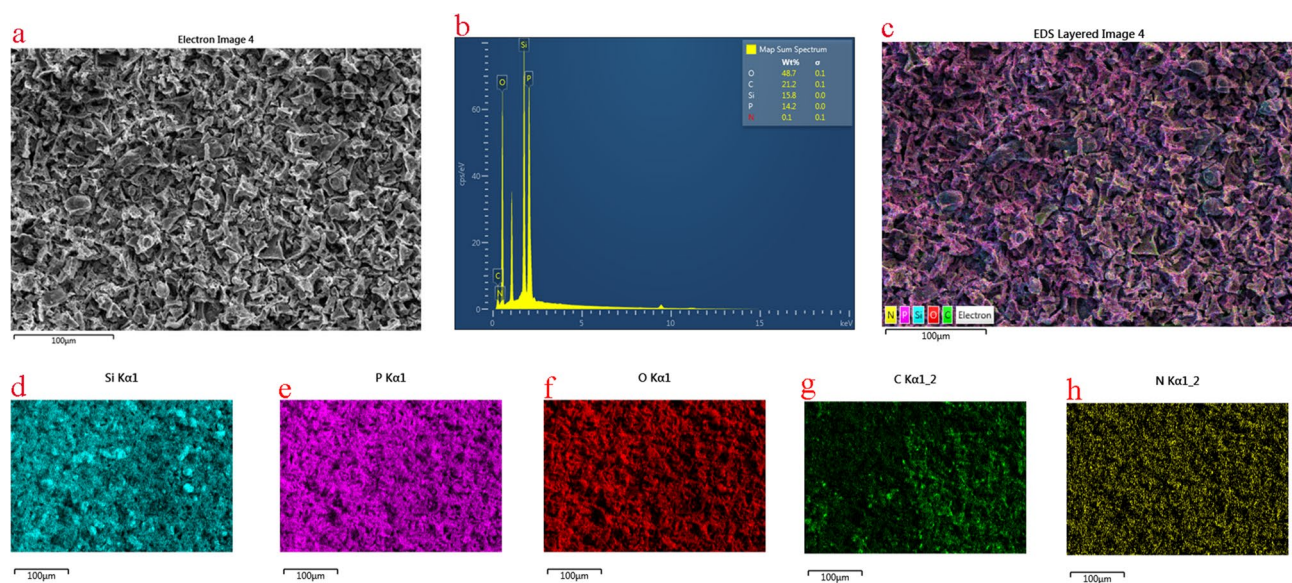 a
Electron Image 4
100µm
b
Si
O
P
C
N
cps/eV
60
40
20
0
0
5
10
15
keV
Map Sum Spectrum
Wt% σ
O 48.7 0.1
C 21.2 0.1
Si 15.8 0.0
P 14.2 0.0
N 0.1 0.1
c
EDS Layered Image 4
N P Si O C Electron
100µm
d
Si Kα1
100µm
e
P Kα1
100µm
f
O Kα1
100µm
g
C Kα1_2
100µm
h
N Kα1_2
100µm